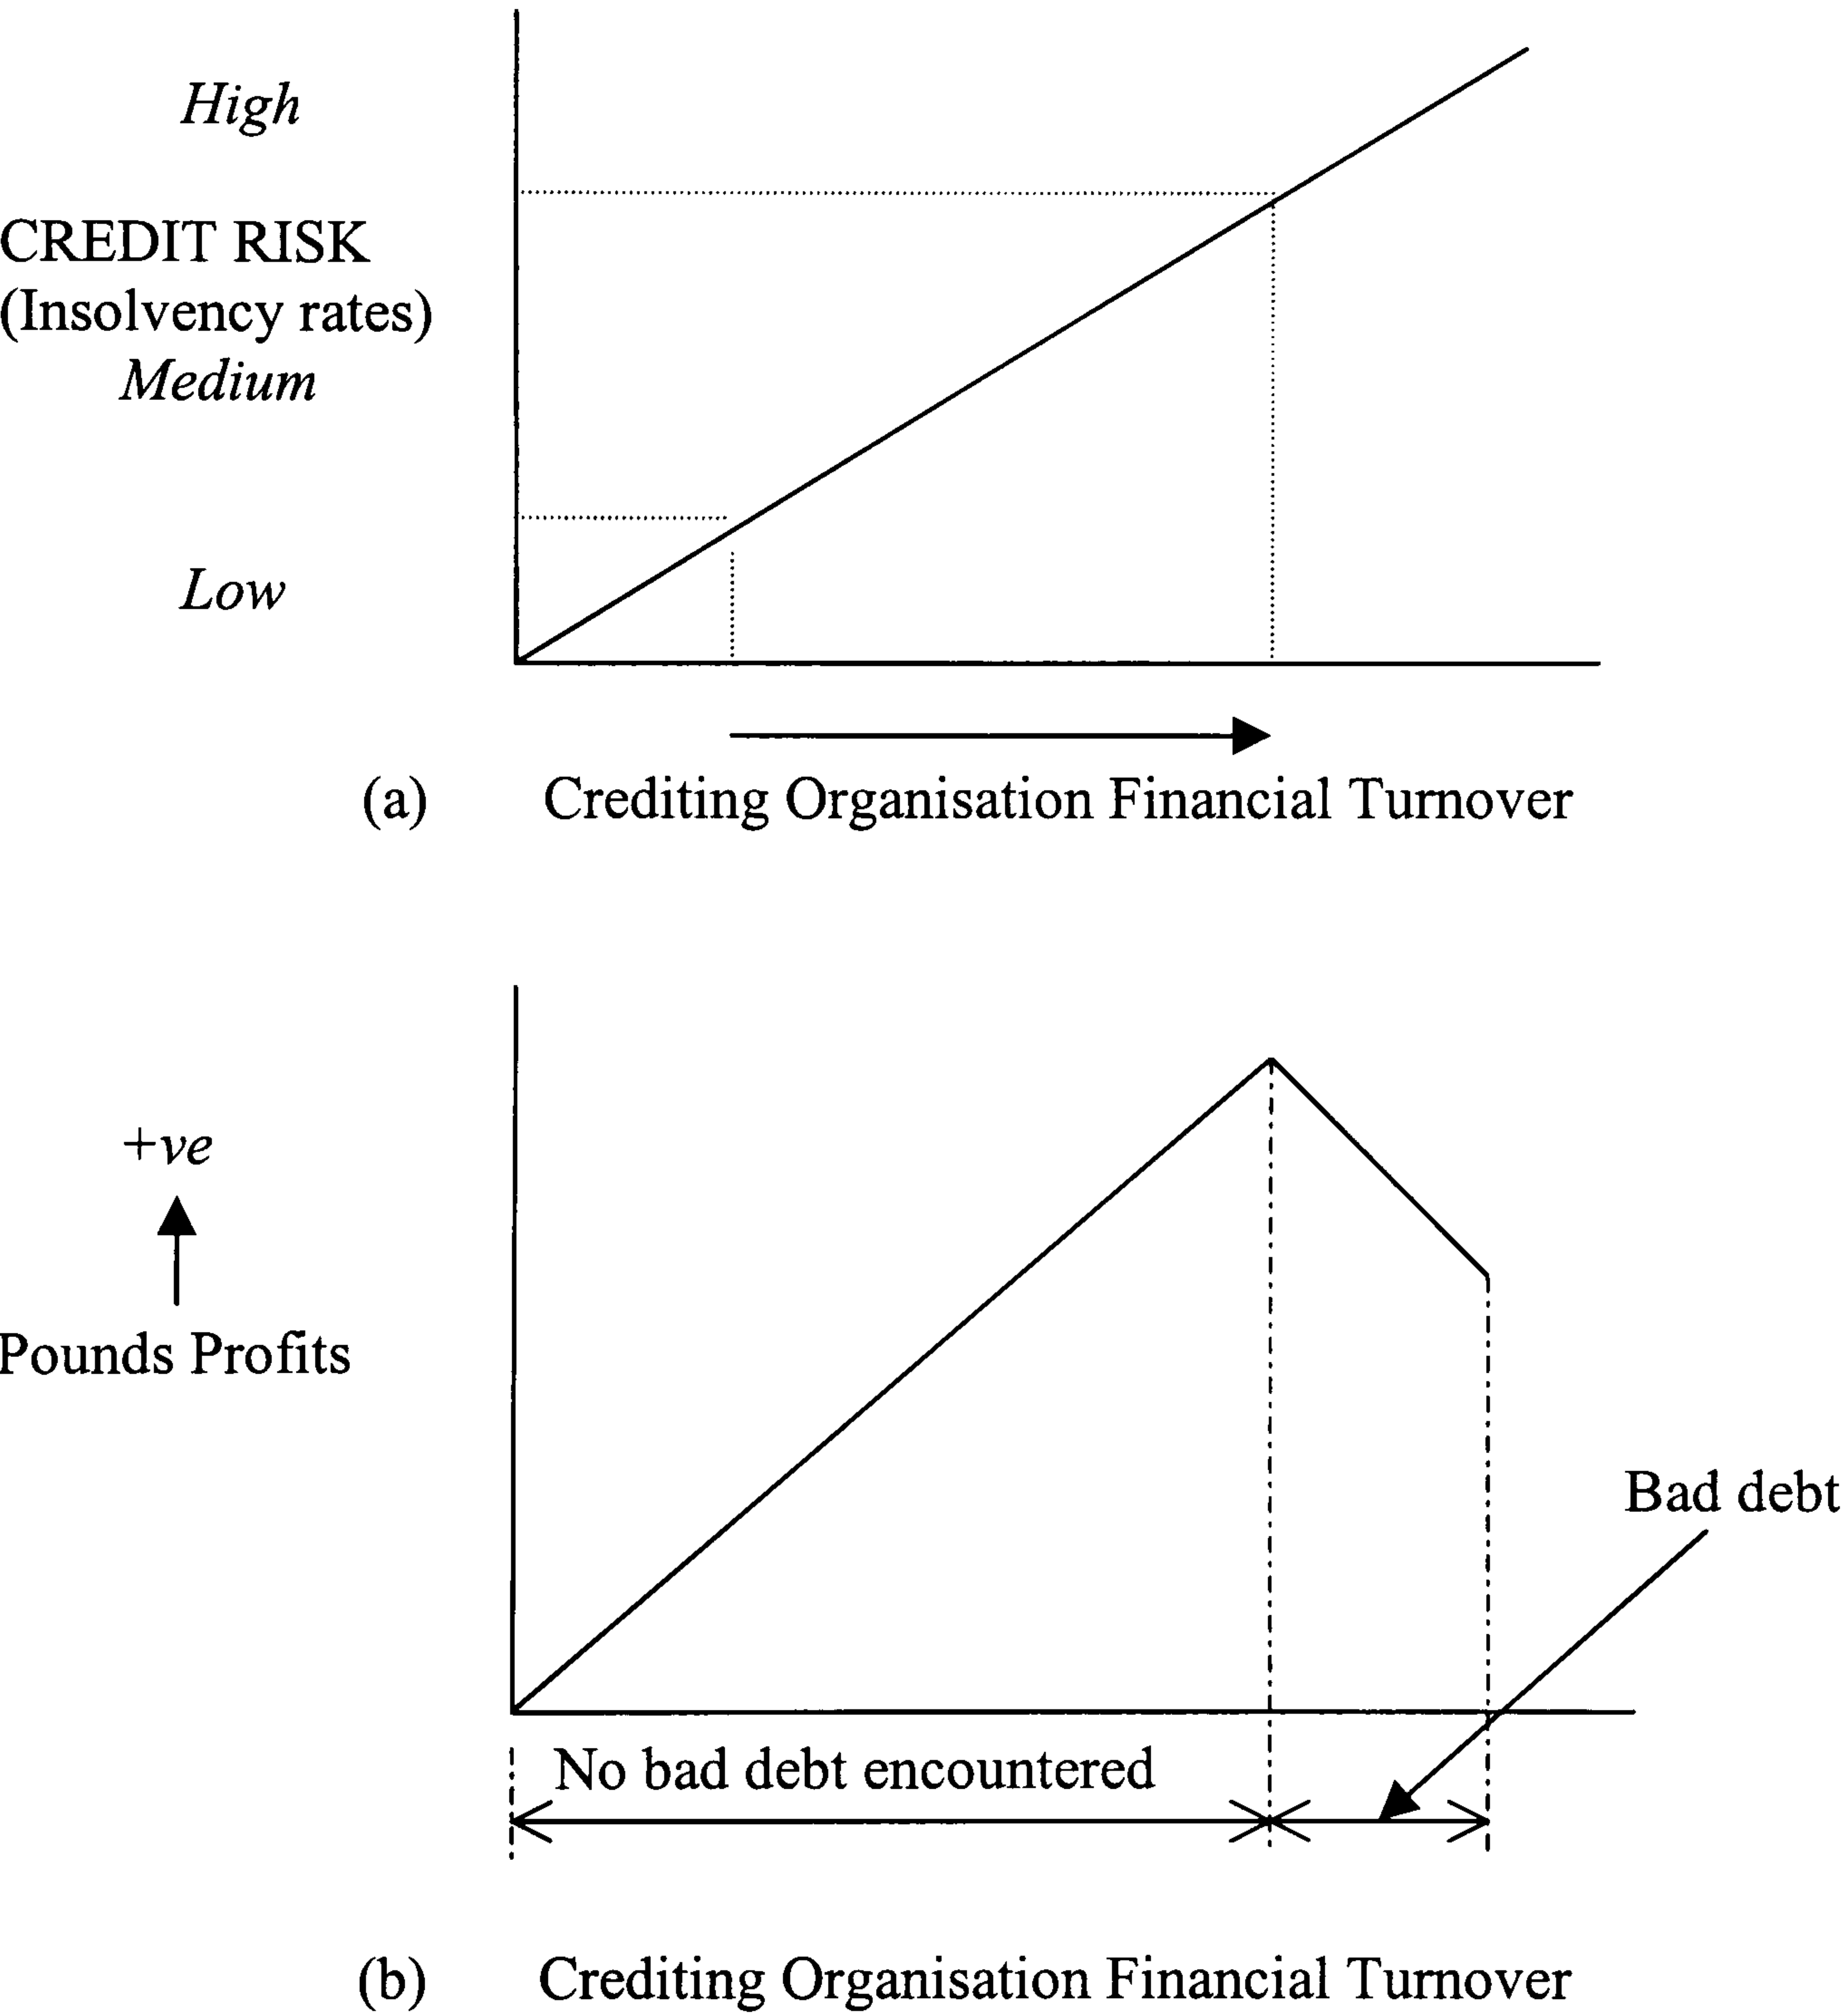 High
CREDIT RISK
(Insolvency rates)
Medium
Low
(a) Crediting Organisation Financial Turnover
+ve
Pounds Profits
Bad debt
No bad debt encountered
(b) Crediting Organisation Financial Turnover